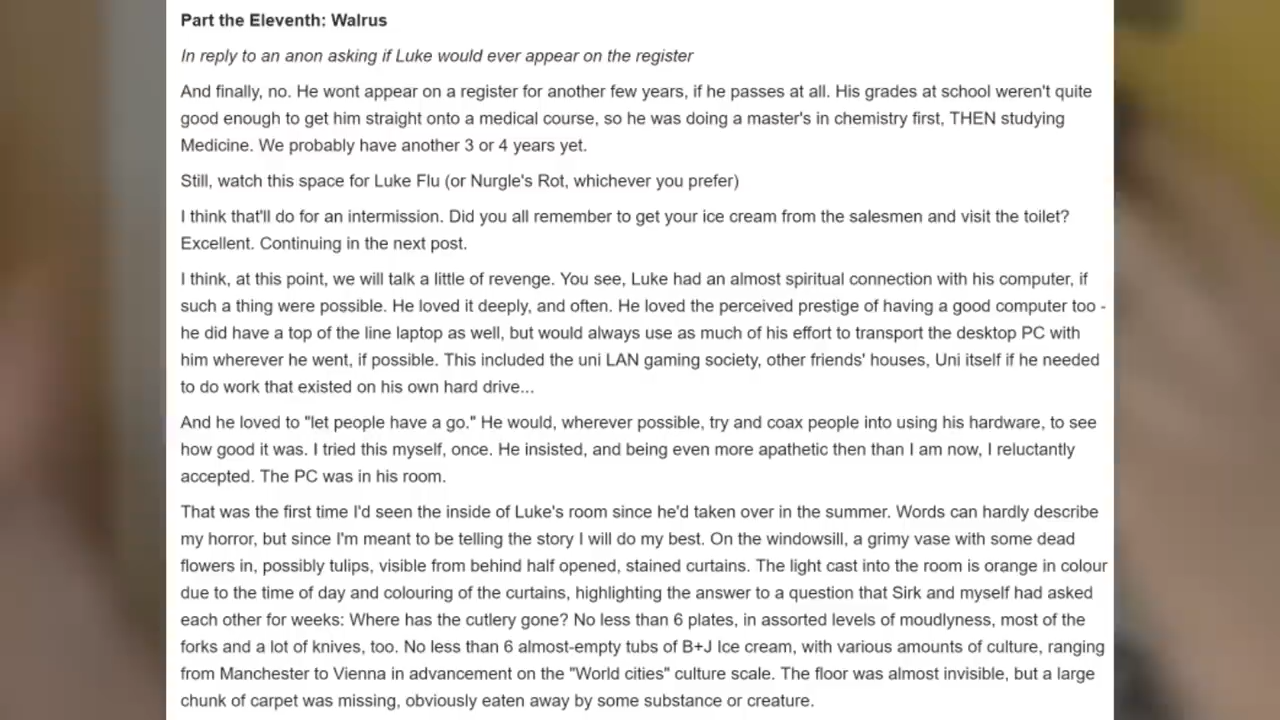 Part the Eleventh: Walrus
In reply to an anon asking if Luke would ever appear on the register
And finally, no. He wont appear on a register for another few years, if he passes at all. His grades at school weren't quite
good enough to get him straight onto a medical course, so he was doing a master's in chemistry first, THEN studying
Medicine. We probably have another 3 or 4 years yet.
Still, watch this space for Luke Flu (or Nurgle's Rot, whichever you prefer)
I think that'll do for an intermission. Did you all remember to get your ice cream from the salesmen and visit the toilet?
Excellent. Continuing in the next post.
I think, at this point, we will talk a little of revenge. You see, Luke had an almost spiritual connection with his computer, if
such a thing were possible. He loved it deeply, and often. He loved the perceived prestige of having a good computer too -
he did have a top of the line laptop as well, but would always use as much of his effort to transport the desktop PC with
him wherever he went, if possible. This included the uni LAN gaming society, other friends' houses, Uni itself if he needed
to do work that existed on his own hard drive...
And he loved to "let people have a go." He would, wherever possible, try and coax people into using his hardware, to see
how good it was. I tried this myself, once. He insisted, and being even more apathetic then than I am now, I reluctantly
accepted. The PC was in his room.
That was the first time I'd seen the inside of Luke's room since he'd taken over in the summer. Words can hardly describe
my horror, but since I'm meant to be telling the story I will do my best. On the windowsill, a grimy vase with some dead
flowers in, possibly tulips, visible from behind half opened, stained curtains. The light cast into the room is orange in colour
due to the time of day and colouring of the curtains, highlighting the answer to a question that Sirk and myself had asked
each other for weeks: Where has the cutlery gone? No less than 6 plates, in assorted levels of moudlyness, most of the
forks and a lot of knives, too. No less than 6 almost-empty tubs of B+J Ice cream, with various amounts of culture, ranging
from Manchester to Vienna in advancement on the "World cities" culture scale. The floor was almost invisible, but a large
chunk of carpet was missing, obviously eaten away by some substance or creature.